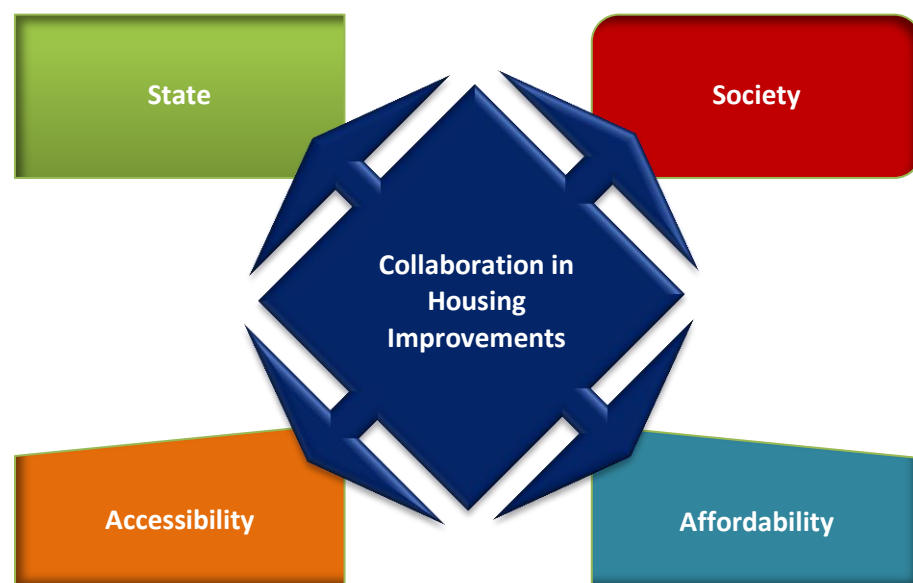 State
Society
Collaboration in
Housing
Improvements
Accessibility
Affordability